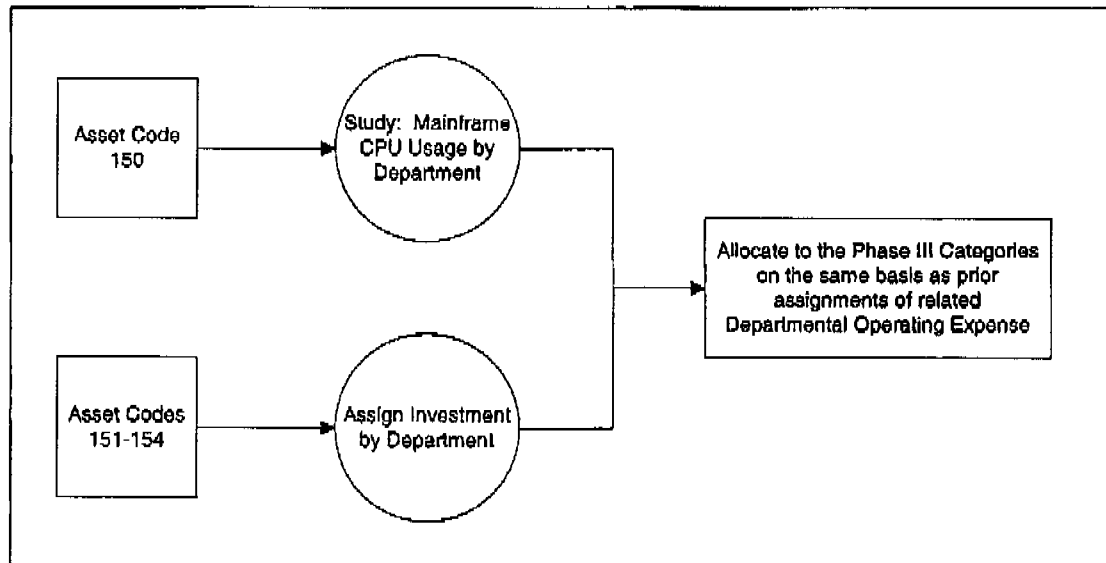 Asset Code
150
Study: Mainframe
CPU Usage by
Department
Allocate to the Phase III Categories
on the same basis as prior
assignments of related
Departmental Operating Expense
Asset Codes
151-154
Assign Investment
by Department